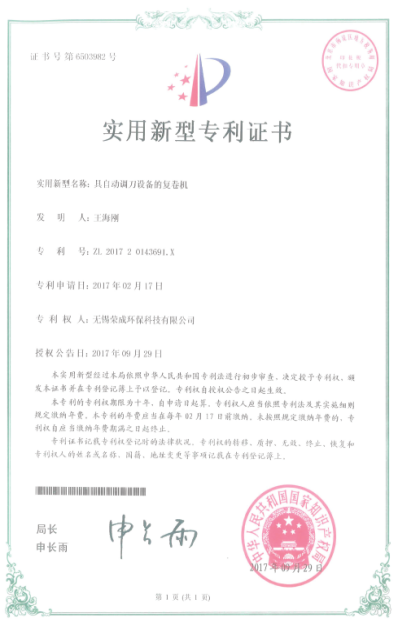 证书号第6503982号
实用新型专利证书
实用新型名称：具自动调刀设备的复卷机
发明人：王海刚
专利号：ZL 2017 2 0143691.X
专利申请日：2017年02月17日
专利权人：无锡荣成环保科技有限公司
授权公告日：2017年09月29日
本实用新型经过本局依照中华人民共和国专利法进行初步审查，决定授予专利权，颁
发本证书并在专利登记簿上予以登记。专利权自授权公告之日起生效。
本专利的专利权期限为十年，自申请日起算。专利权人应当依照专利法及其实施细则
规定缴纳年费。本专利的年费应当在每年02月17日前缴纳。未按照规定缴纳年费的，专
利权自应当缴纳年费期满之日起终止。
专利证书记载专利权登记时的法律状况。专利权的转移、质押、无效、终止、恢复和
专利权人的姓名或名称、国籍、地址变更等事项记载在专利登记簿上。
局长
申长雨
申长雨
中华人民共和国国家知识产权局
2017年09月29日
第1页(共1页)